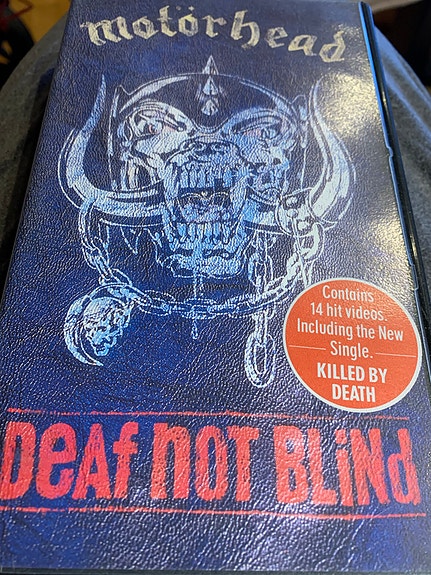 motörhead
Contains
14 hit videos.
Including the New
Single.
KILLED BY
DEATH
DeAf nOT BLiNd